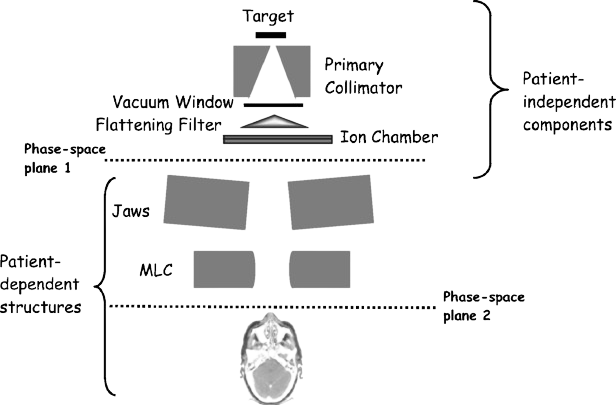 Target
Primary
Collimator
Vacuum Window
Flattening Filter
Ion Chamber
Patient-
independent
components
Phase-space
plane 1
Jaws
MLC
Patient-
dependent
structures
Phase-space
plane 2